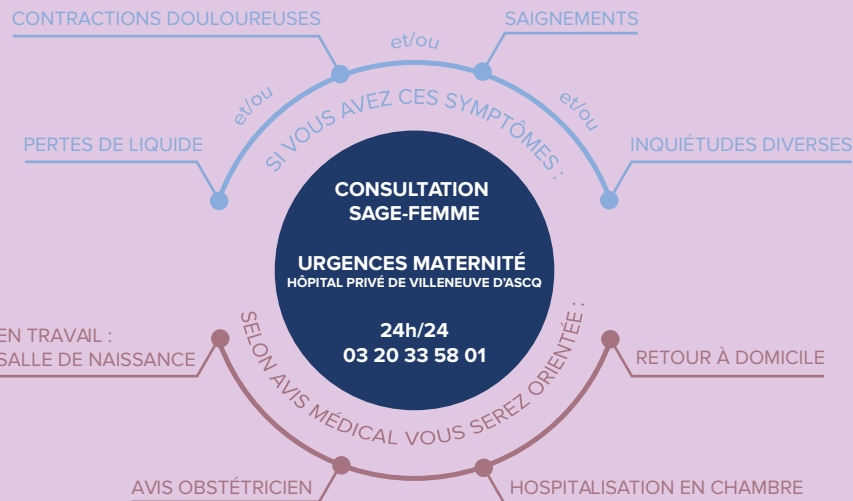 CONTRACTIONS DOULOUREUSES
et/ou
SAIGNEMENTS
et/ou
et/ou
SI VOUS AVEZ CES SYMPTÔMES :
PERTES DE LIQUIDE
INQUIÉTUDES DIVERSES
CONSULTATION
SAGE-FEMME
URGENCES MATERNITÉ
HÔPITAL PRIVÉ DE VILLENEUVE D'ASCQ
24h/24
03 20 33 58 01
SELON AVIS MÉDICAL VOUS SEREZ ORIENTÉE :
EN TRAVAIL :
SALLE DE NAISSANCE
RETOUR À DOMICILE
AVIS OBSTÉTRICIEN
HOSPITALISATION EN CHAMBRE